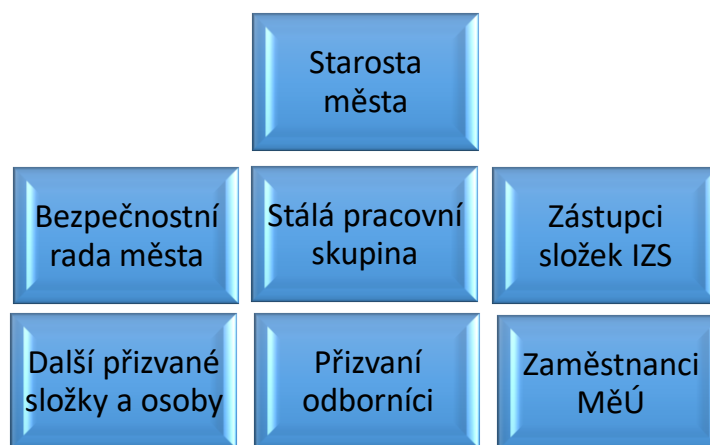 Starosta
města
Bezpečnostní
rada města
Stálá pracovní
skupina
Zástupci
složek IZS
Další přizvané
složky a osoby
Přizvaní
odborníci
Zaměstnanci
MěÚ